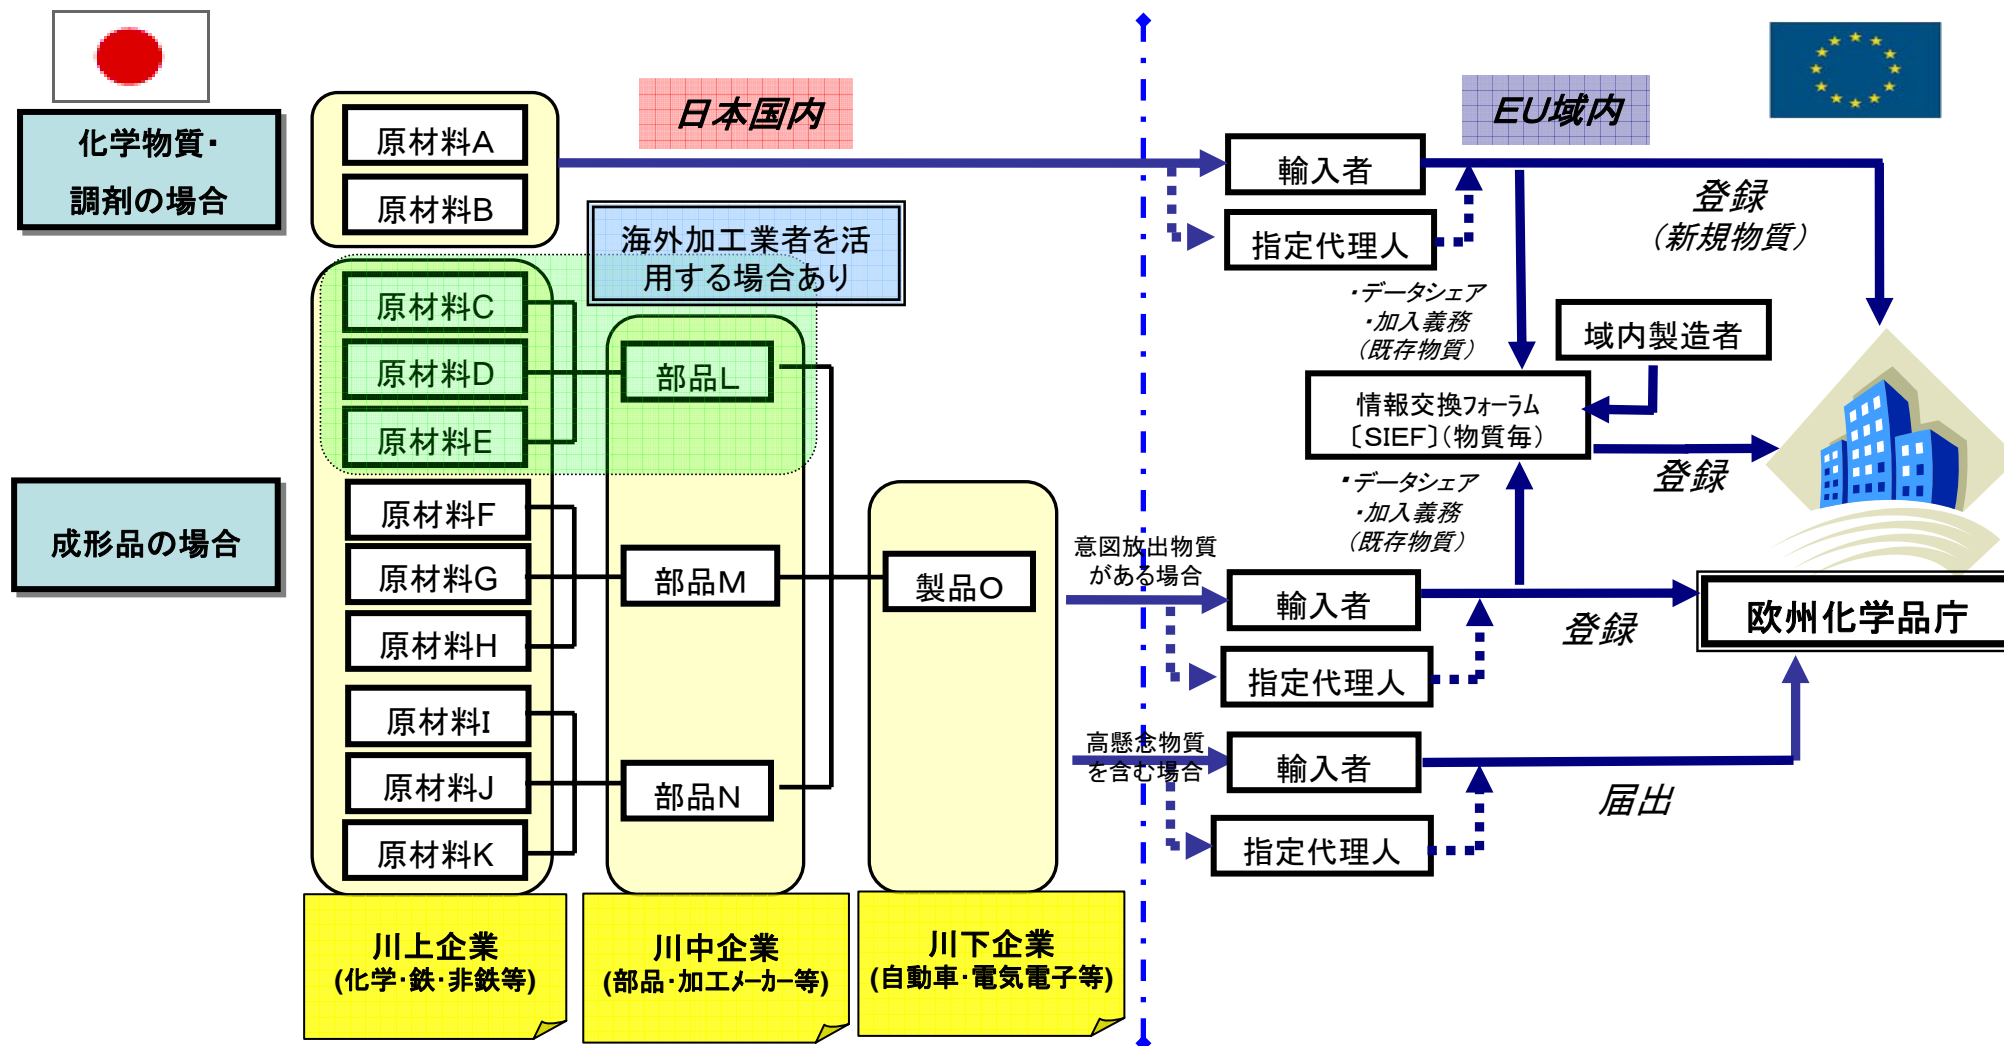 化学物質・
調剤の場合
原材料A
原材料B
日本国内
EU域内
輸入者
指定代理人
登録
（新規物質）
海外加工業者を活
用する場合あり
原材料C
原材料D
原材料E
部品L
・データシェア
・加入義務
（既存物質）
域内製造者
情報交換フォーラム
〔SIEF〕（物質毎）
登録
・データシェア
・加入義務
（既存物質）
成形品の場合
原材料F
原材料G
原材料H
原材料I
原材料J
原材料K
部品M
部品N
製品O
意図放出物質
がある場合
輸入者
指定代理人
登録
欧州化学品庁
高懸念物質
を含む場合
輸入者
指定代理人
届出
川上企業
(化学・鉄・非鉄等)
川中企業
(部品・加工メーカー等)
川下企業
(自動車・電気電子等)